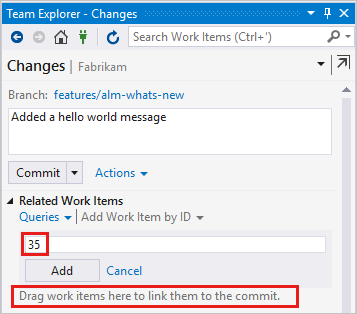 Team Explorer - Changes
Search Work Items (Ctrl+')
Changes | Fabrikam
Branch: features/alm-whats-new
Added a hello world message
Commit Actions
Related Work Items
Queries | Add Work Item by ID
35
Add Cancel
Drag work items here to link them to the commit.